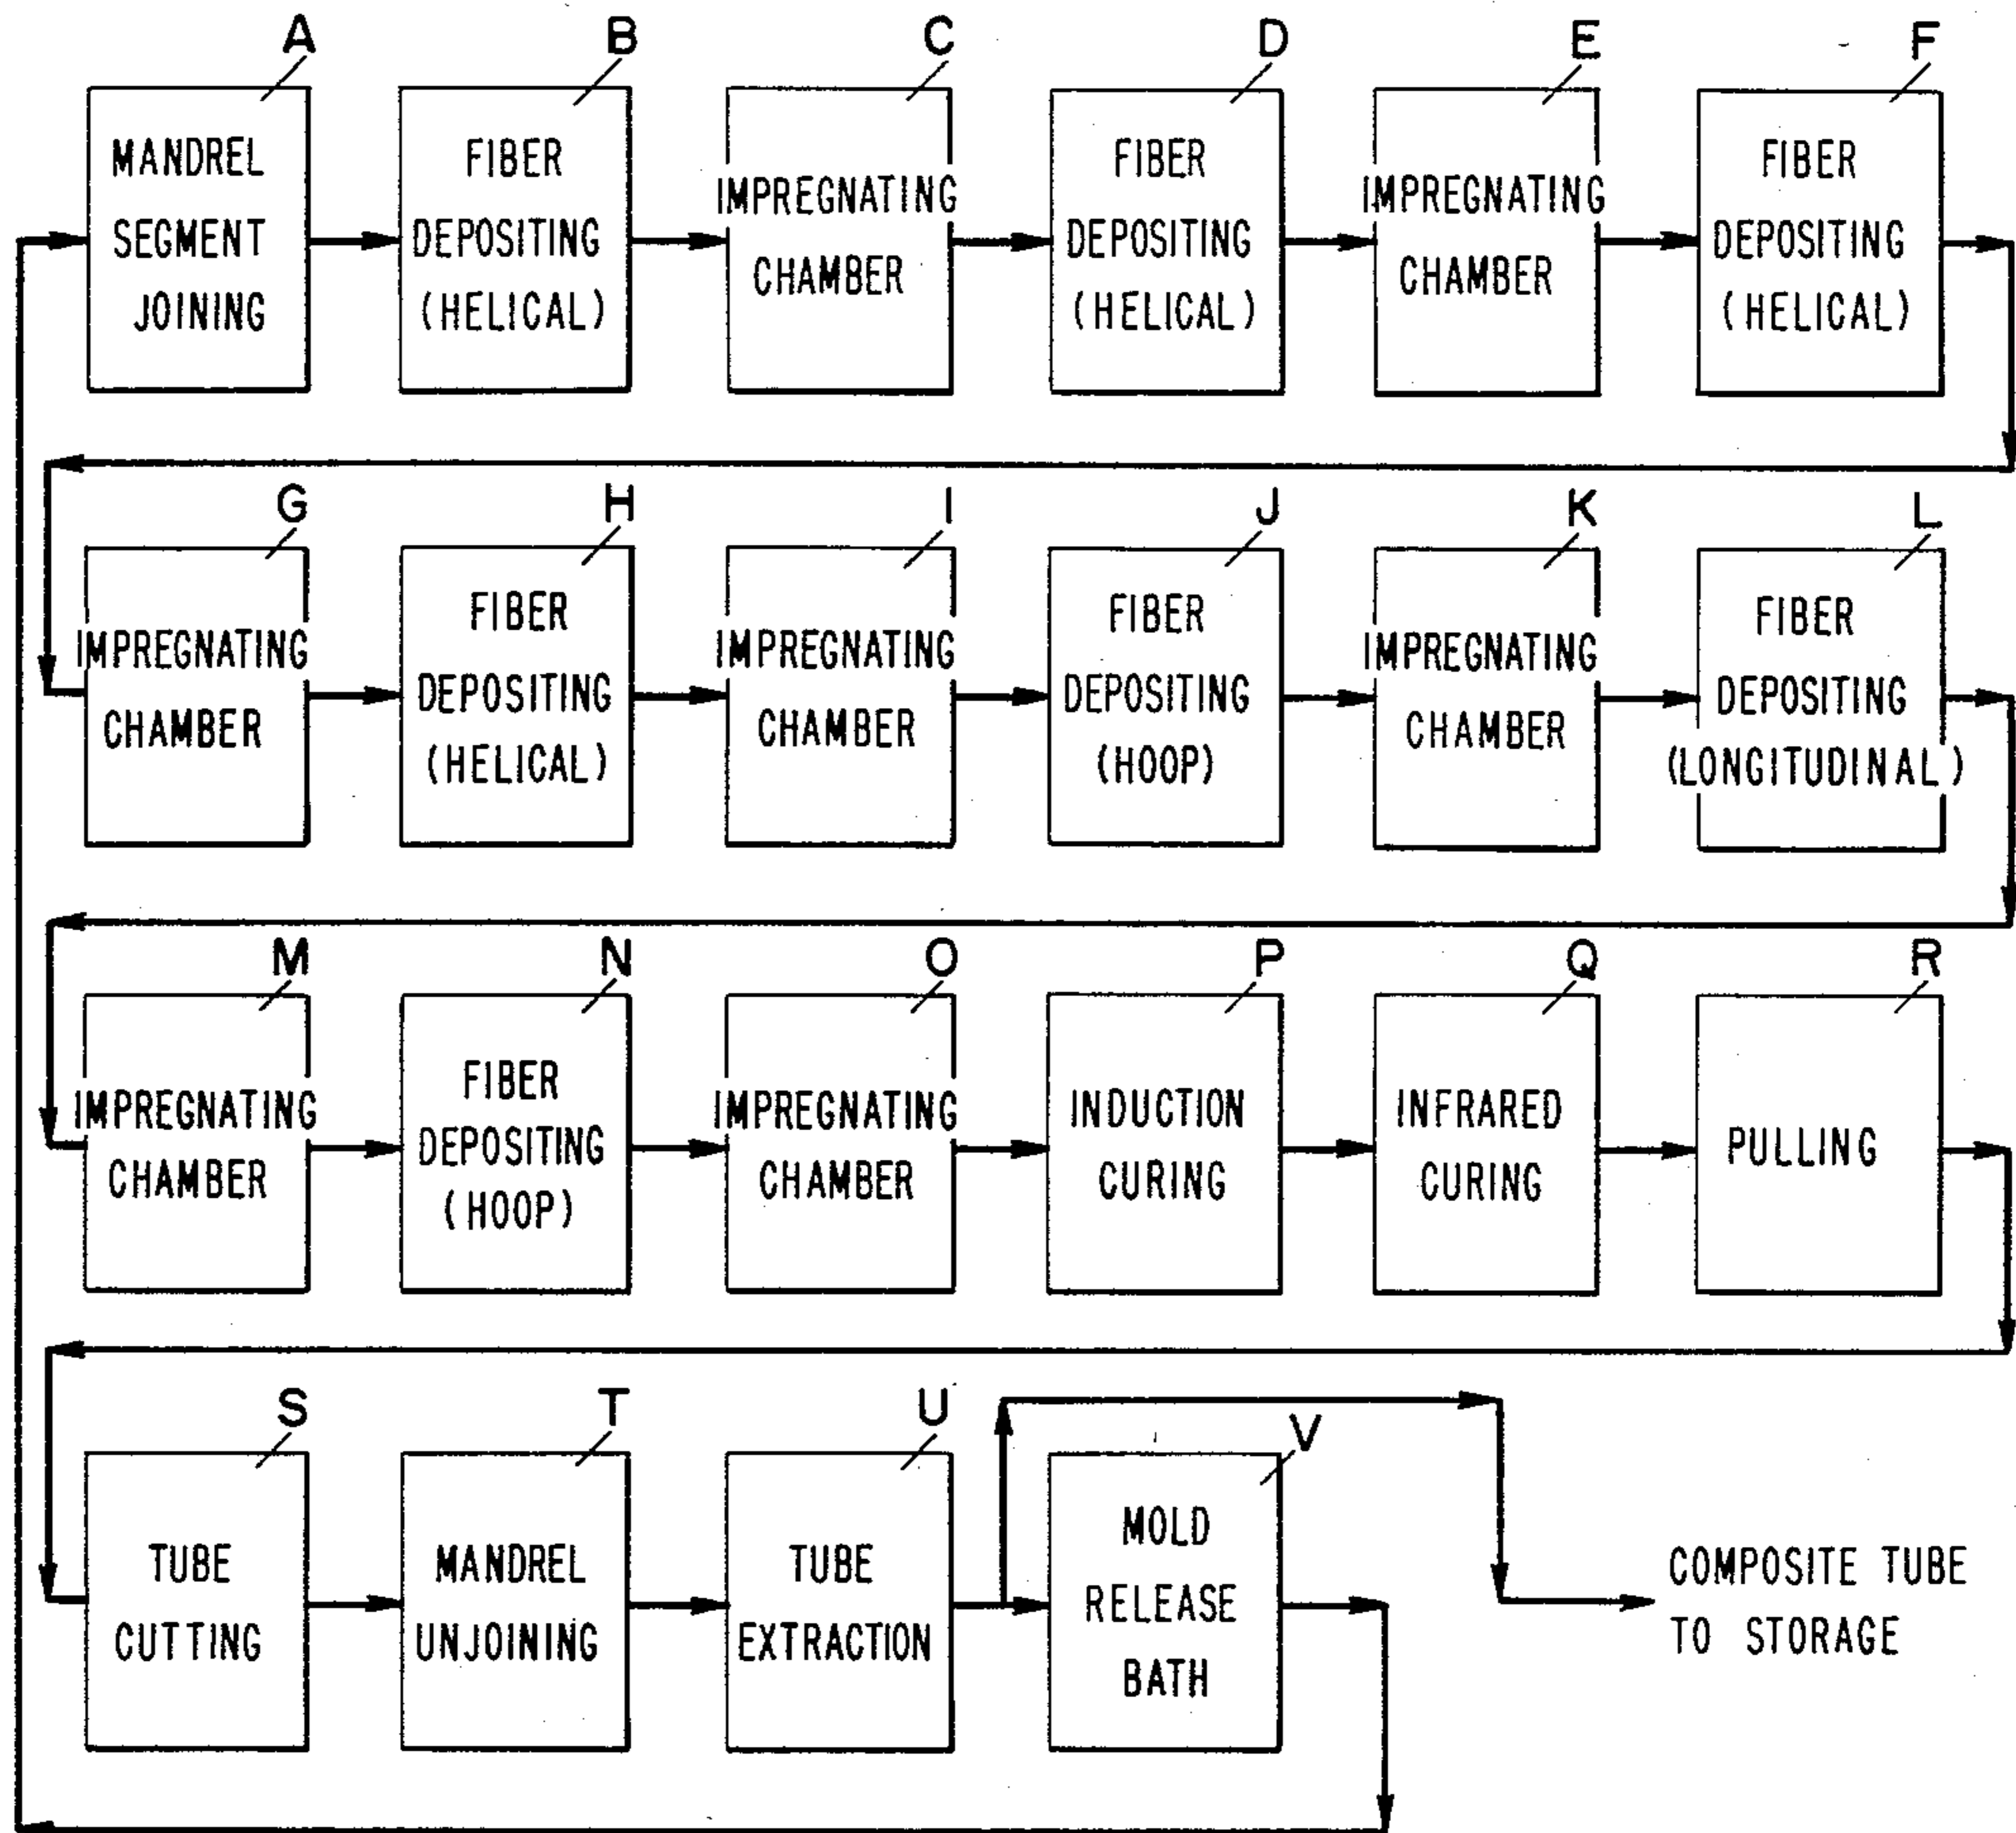 A
MANDREL
SEGMENT
JOINING
B
FIBER
DEPOSITING
(HELICAL)
C
IMPREGNATING
CHAMBER
D
FIBER
DEPOSITING
(HELICAL)
E
IMPREGNATING
CHAMBER
F
FIBER
DEPOSITING
(HELICAL)
G
IMPREGNATING
CHAMBER
H
FIBER
DEPOSITING
(HELICAL)
I
IMPREGNATING
CHAMBER
J
FIBER
DEPOSITING
(HOOP)
K
IMPREGNATING
CHAMBER
L
FIBER
DEPOSITING
(LONGITUDINAL)
M
IMPREGNATING
CHAMBER
N
FIBER
DEPOSITING
(HOOP)
O
IMPREGNATING
CHAMBER
P
INDUCTION
CURING
Q
INFRARED
CURING
R
PULLING
S
TUBE
CUTTING
T
MANDREL
UNJOINING
U
TUBE
EXTRACTION
V
MOLD
RELEASE
BATH
COMPOSITE TUBE
TO STORAGE